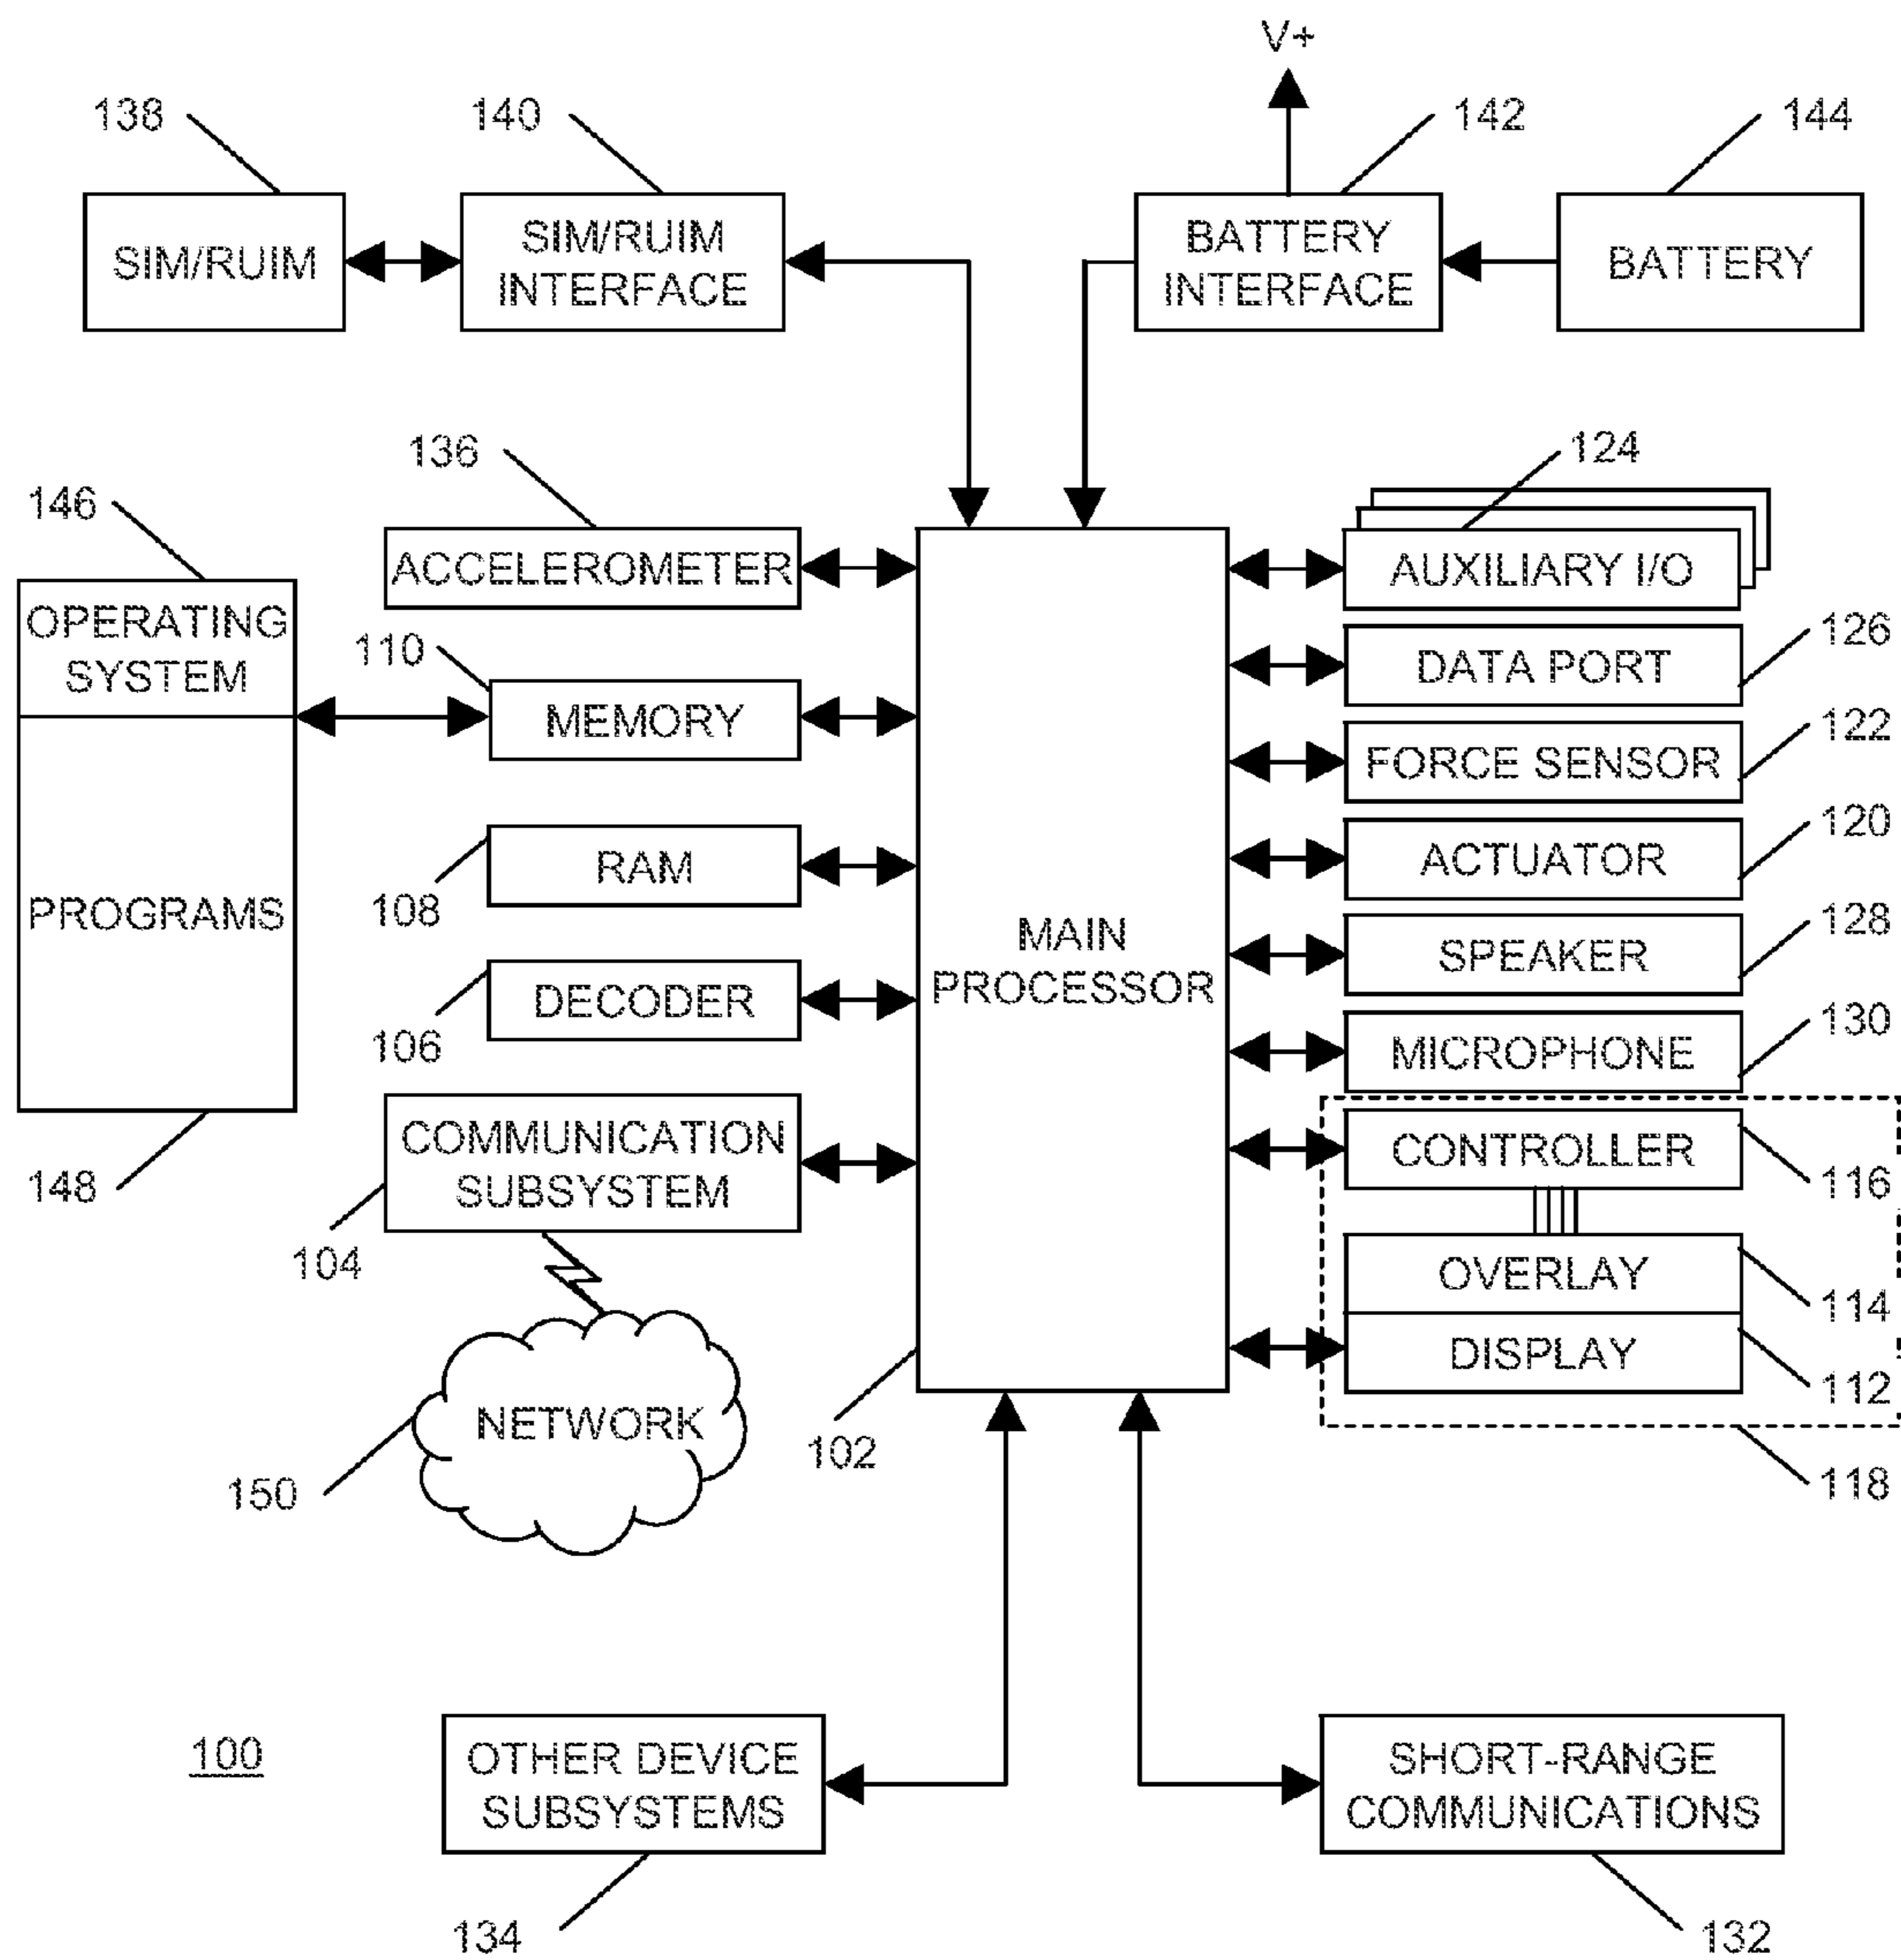 V+
138
140
142
144
SIM/RUIM
SIM/RUIM
INTERFACE
BATTERY
INTERFACE
BATTERY
136
124
146
ACCELEROMETER
AUXILIARY I/O
OPERATING
SYSTEM
110
126
DATA PORT
MEMORY
122
FORCE SENSOR
120
RAM
ACTUATOR
108
PROGRAMS
128
MAIN
PROCESSOR
SPEAKER
DECODER
130
106
MICROPHONE
COMMUNICATION
SUBSYSTEM
CONTROLLER
116
148
104
OVERLAY
114
DISPLAY
112
NETWORK
102
150
118
100
OTHER DEVICE
SUBSYSTEMS
SHORT-RANGE
COMMUNICATIONS
134
132